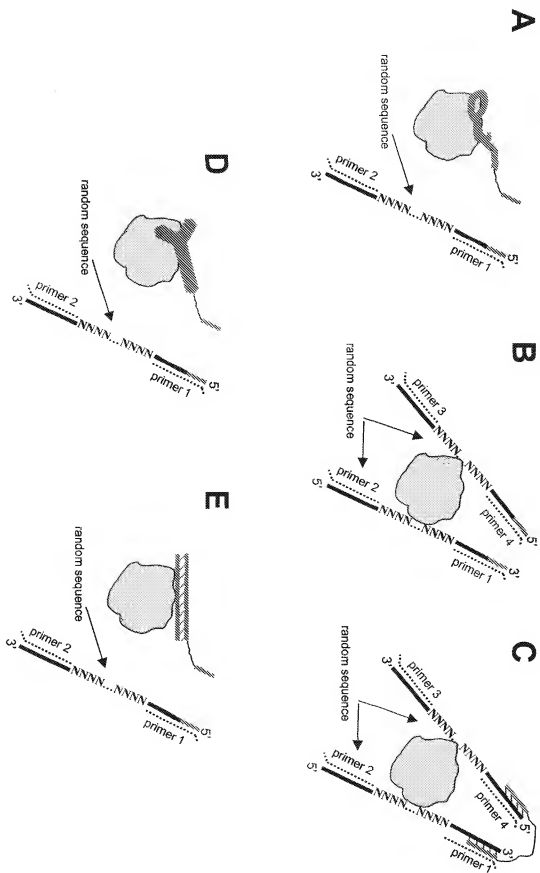 A
random sequence
3'
primer 2
NNNN...NNNN
primer 1
5'
B
3'
primer 3
NNNN...NNNN
primer 4
5'
random sequence
5'
primer 2
NNNN...NNNN
primer 1
3'
C
3'
primer 3
NNNN...NNNN
primer 4
5'
random sequence
5'
primer 2
NNNN...NNNN
primer 1
3'
D
random sequence
3'
primer 2
NNNN...NNNN
primer 1
5'
E
random sequence
3'
primer 2
NNNN...NNNN
primer 1
5'